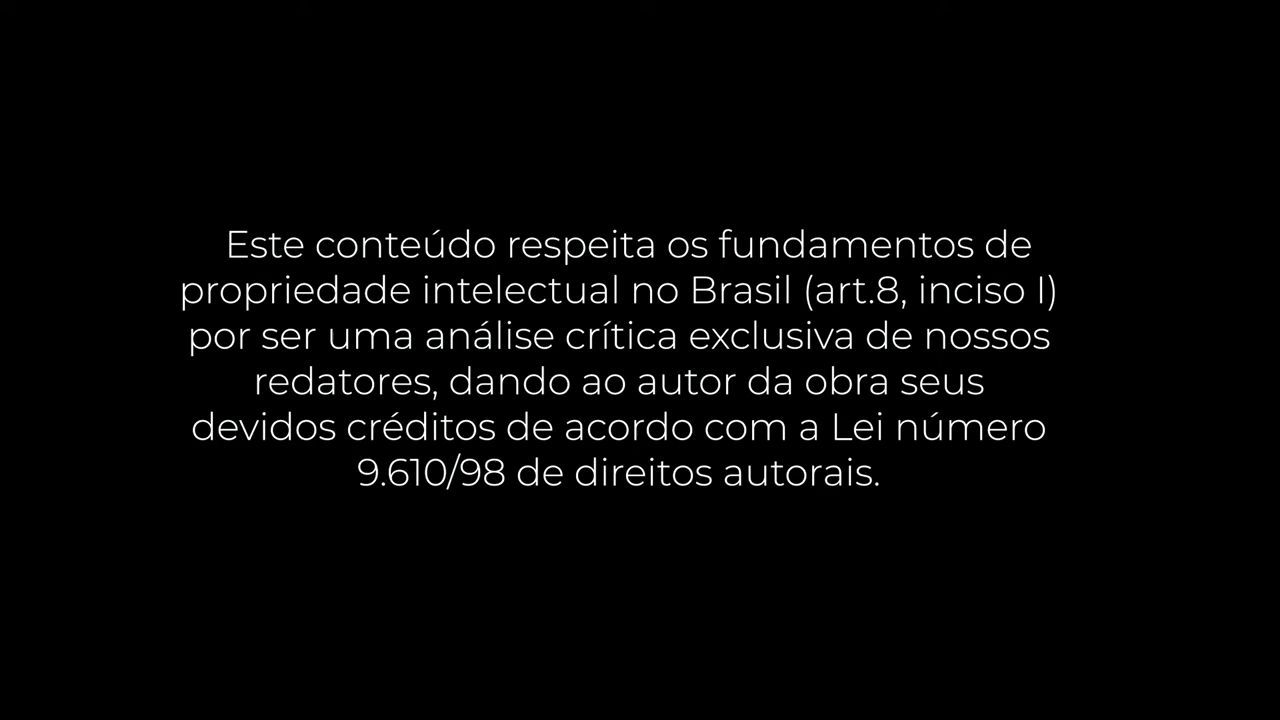 Este conteúdo respeita os fundamentos de
propriedade intelectual no Brasil (art.8, inciso I)
por ser uma análise crítica exclusiva de nossos
redatores, dando ao autor da obra seus
devidos créditos de acordo com a Lei número
9.610/98 de direitos autorais.